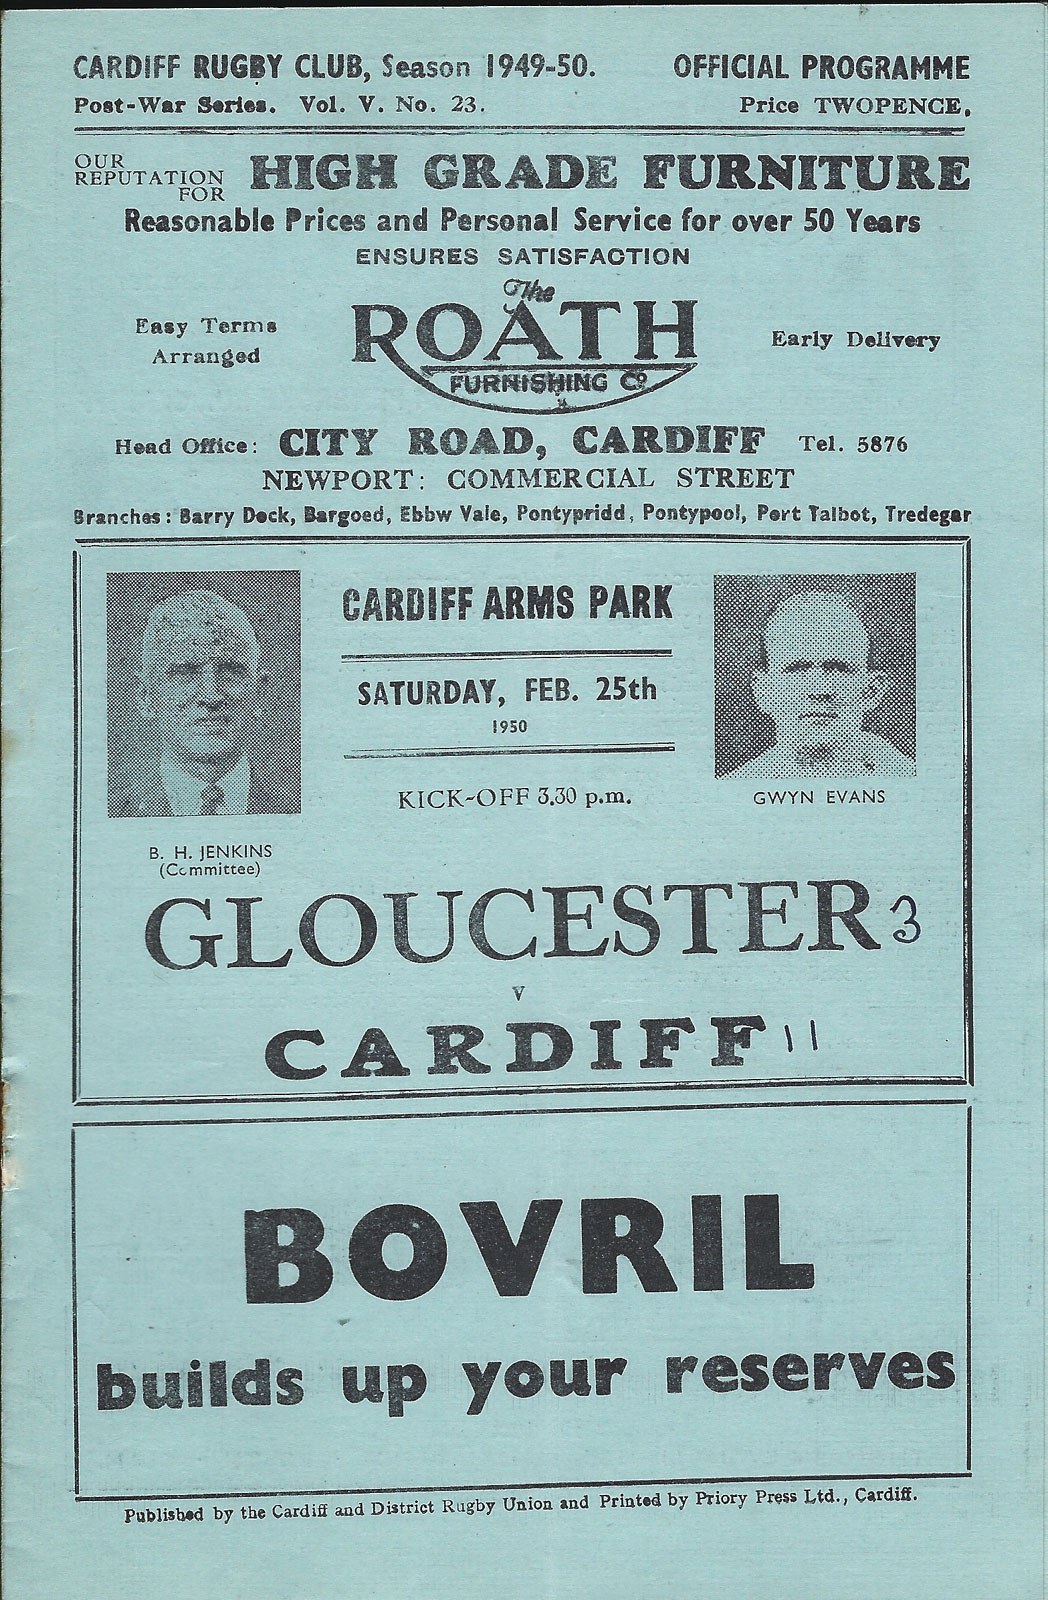 CARDIFF RUGBY CLUB, Season 1949-50. OFFICIAL PROGRAMME
Post-War Series. Vol. V. No. 23. Price TWOPENCE.
OUR REPUTATION FOR HIGH GRADE FURNITURE
Reasonable Prices and Personal Service for over 50 Years
ENSURES SATISFACTION
The
ROATH
FURNISHING Co.
Easy Terms
Arranged
Early Delivery
Head Office: CITY ROAD, CARDIFF Tel. 5876
NEWPORT: COMMERCIAL STREET
Branches: Barry Dock, Bargoed, Ebbw Vale, Pontypridd, Pontypool, Port Talbot, Tredegar
CARDIFF ARMS PARK
SATURDAY, FEB. 25th
1950
KICK-OFF 3.30 p.m.
GWYN EVANS
B. H. JENKINS
(Committee)
GLOUCESTER 3
v
CARDIFF 11
BOVRIL
builds up your reserves
Published by the Cardiff and District Rugby Union and Printed by Priory Press Ltd., Cardiff.